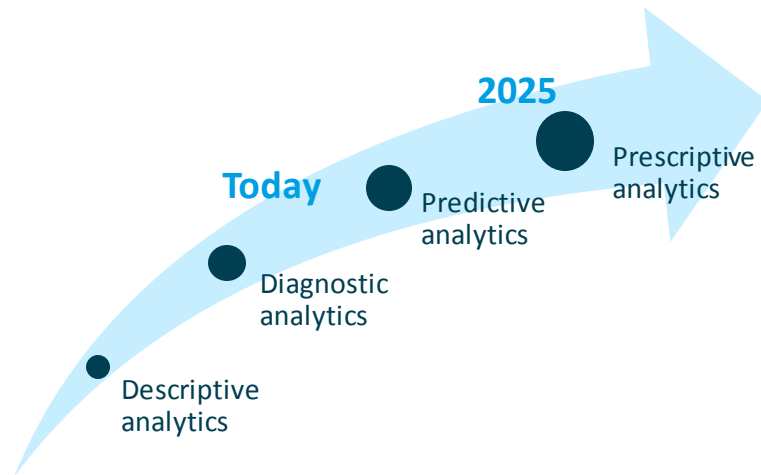 2025
Prescriptive
analytics
Today
Predictive
analytics
Diagnostic
analytics
Descriptive
analytics